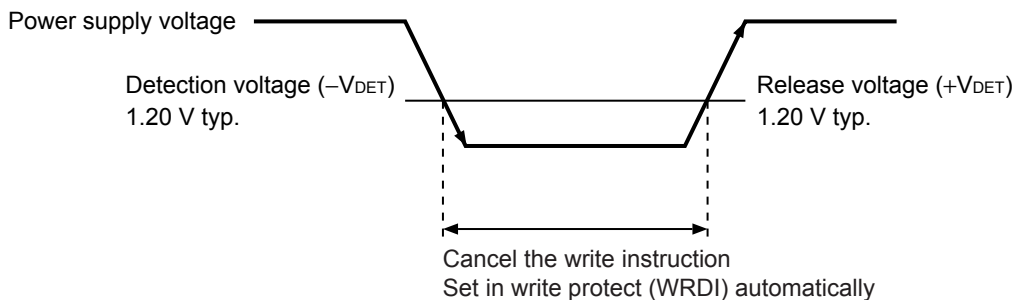 Power supply voltage
Detection voltage (−VDET)
1.20 V typ.
Release voltage (+VDET)
1.20 V typ.
Cancel the write instruction
Set in write protect (WRDI) automatically